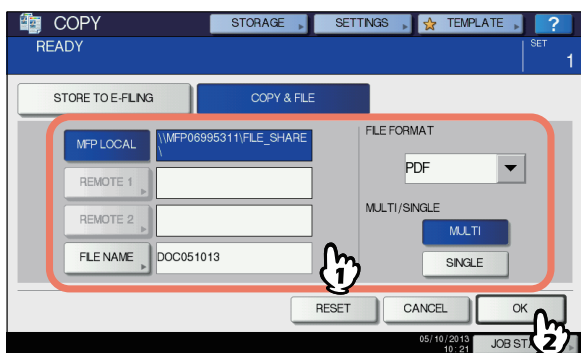 COPY
STORAGE
SETTINGS
TEMPLATE
?
READY
SET
1
STORE TO E-FILING
COPY & FILE
MFP LOCAL
\\MFP06995311\FILE_SHARE
\
REMOTE 1
REMOTE 2
FILE NAME
DOC051013
FILE FORMAT
PDF
MULTI/SINGLE
MULTI
SINGLE
1
RESET
CANCEL
OK
2
05/10/2013
10:21
JOB